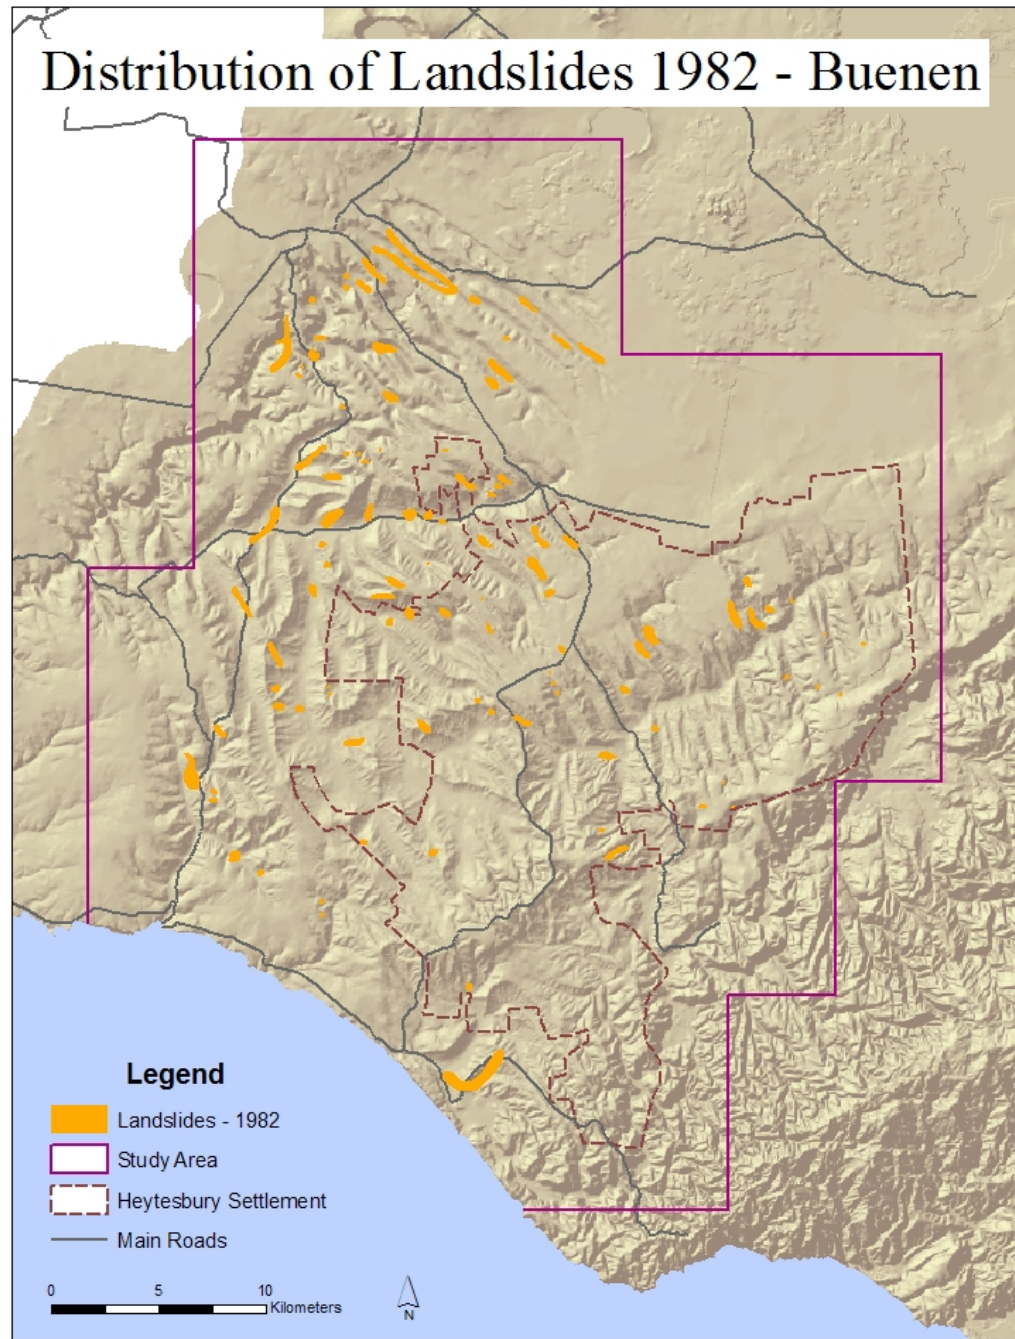 Distribution of Landslides 1982 - Buenen
Legend
Landslides - 1982
Study Area
Heytesbury Settlement
Main Roads
0 5 10
Kilometers
N